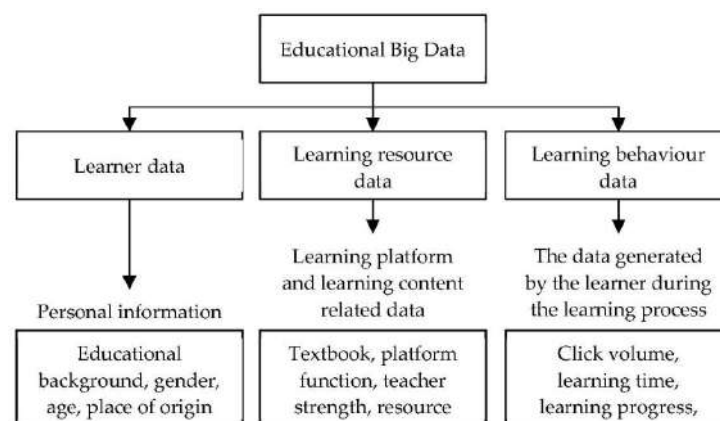 Educational Big Data
Learner data
Learning resource
data
Learning behaviour
data
Personal information
Learning platform
and learning content
related data
The data generated
by the learner during
the learning process
Educational
background, gender,
age, place of origin
Textbook, platform
function, teacher
strength, resource
Click volume,
learning time,
learning progress,